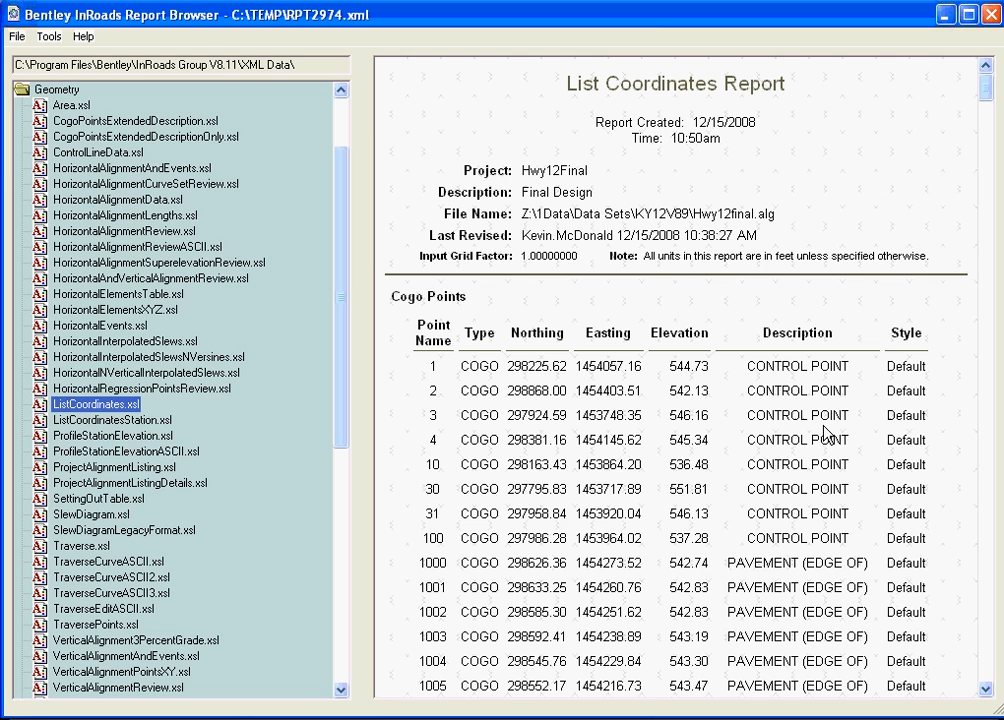 Bentley InRoads Report Browser - C:\TEMP\RPT2974.xml
File Tools Help
C:\Program Files\Bentley\InRoads Group V8.11\XML Data\
Geometry
Area.xsl
CogoPointsExtendedDescription.xsl
CogoPointsExtendedDescriptionOnly.xsl
ControlLineData.xsl
HorizontalAlignmentAndEvents.xsl
HorizontalAlignmentCurveSetReview.xsl
HorizontalAlignmentData.xsl
HorizontalAlignmentLengths.xsl
HorizontalAlignmentReview.xsl
HorizontalAlignmentReviewASCII.xsl
HorizontalAlignmentSuperelevationReview.xsl
HorizontalAndVerticalAlignmentReview.xsl
HorizontalElementsTable.xsl
HorizontalElementsXYZ.xsl
HorizontalEvents.xsl
HorizontalInterpolatedSlews.xsl
HorizontalInterpolatedSlewsNVersines.xsl
HorizontalNVerticalInterpolatedSlews.xsl
HorizontalRegressionPointsReview.xsl
ListCoordinates.xsl
ListCoordinatesStation.xsl
ProfileStationElevation.xsl
ProfileStationElevationASCII.xsl
ProjectAlignmentListing.xsl
ProjectAlignmentListingDetails.xsl
SettingOutTable.xsl
SlewDiagram.xsl
SlewDiagramLegacyFormat.xsl
Traverse.xsl
TraverseCurveASCII.xsl
TraverseCurveASCII2.xsl
TraverseCurveASCII3.xsl
TraverseEditASCII.xsl
TraversePoints.xsl
VerticalAlignment3PercentGrade.xsl
VerticalAlignmentAndEvents.xsl
VerticalAlignmentPointsXY.xsl
VerticalAlignmentReview.xsl
List Coordinates Report
Report Created: 12/15/2008
Time: 10:50am
Project: Hwy12Final
Description: Final Design
File Name: Z:\1Data\Data Sets\KY12V89\Hwy12final.alg
Last Revised: Kevin.McDonald 12/15/2008 10:38:27 AM
Input Grid Factor: 1.00000000 Note: All units in this report are in feet unless specified otherwise.
Cogo Points
Point Name Type Northing Easting Elevation Description Style
1 COGO 298225.62 1454057.16 544.73 CONTROL POINT Default
2 COGO 298868.00 1454403.51 542.13 CONTROL POINT Default
3 COGO 297924.59 1453748.35 546.16 CONTROL POINT Default
4 COGO 298381.16 1454145.62 545.34 CONTROL POINT Default
10 COGO 298163.43 1453864.20 536.48 CONTROL POINT Default
30 COGO 297795.83 1453717.89 551.81 CONTROL POINT Default
31 COGO 297958.84 1453920.04 546.13 CONTROL POINT Default
100 COGO 297986.28 1453964.02 537.28 CONTROL POINT Default
1000 COGO 298626.36 1454273.52 542.74 PAVEMENT (EDGE OF) Default
1001 COGO 298633.25 1454260.76 542.83 PAVEMENT (EDGE OF) Default
1002 COGO 298585.30 1454251.62 542.83 PAVEMENT (EDGE OF) Default
1003 COGO 298592.41 1454238.89 543.19 PAVEMENT (EDGE OF) Default
1004 COGO 298545.76 1454229.84 543.30 PAVEMENT (EDGE OF) Default
1005 COGO 298552.17 1454216.73 543.47 PAVEMENT (EDGE OF) Default